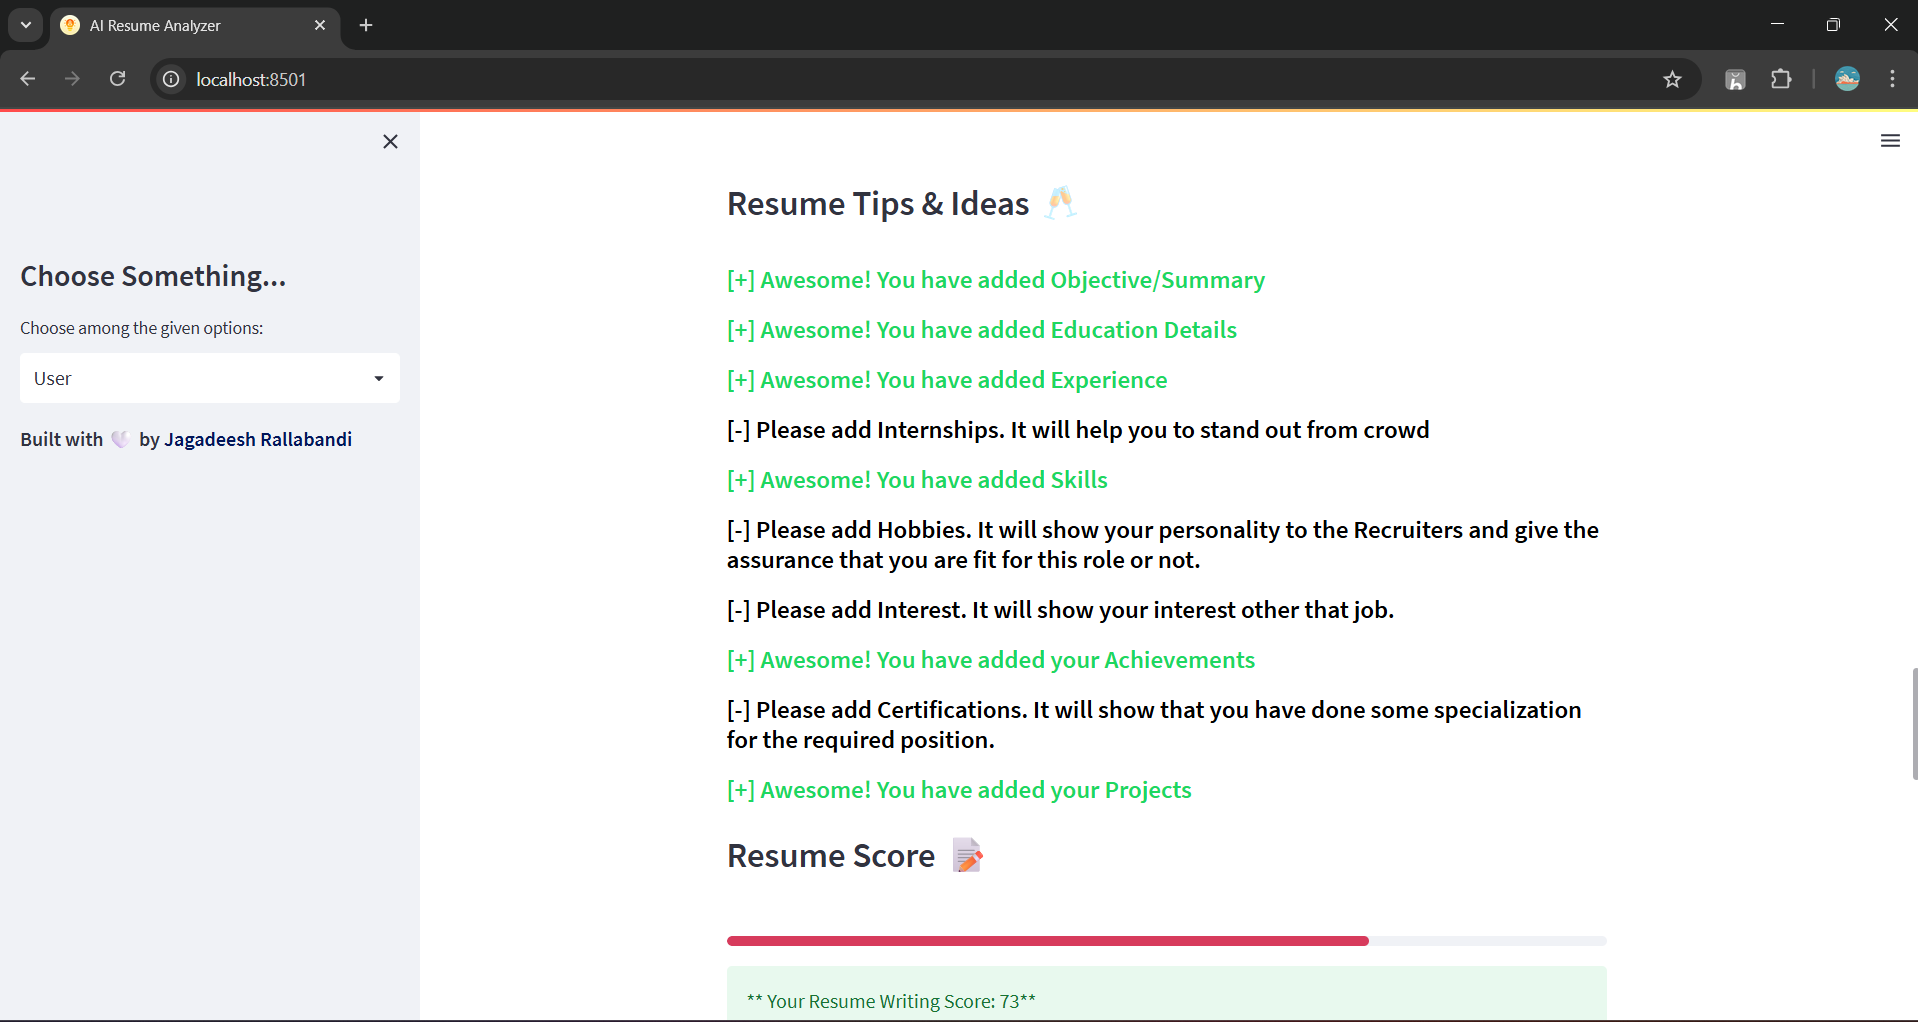 AI Resume Analyzer
localhost:8501
Choose Something...
Choose among the given options:
User
Built with 🤍 by Jagadeesh Rallabandi
Resume Tips & Ideas 🥂
[+] Awesome! You have added Objective/Summary
[+] Awesome! You have added Education Details
[+] Awesome! You have added Experience
[-] Please add Internships. It will help you to stand out from crowd
[+] Awesome! You have added Skills
[-] Please add Hobbies. It will show your personality to the Recruiters and give the
assurance that you are fit for this role or not.
[-] Please add Interest. It will show your interest other that job.
[+] Awesome! You have added your Achievements
[-] Please add Certifications. It will show that you have done some specialization
for the required position.
[+] Awesome! You have added your Projects
Resume Score 📝
** Your Resume Writing Score: 73**